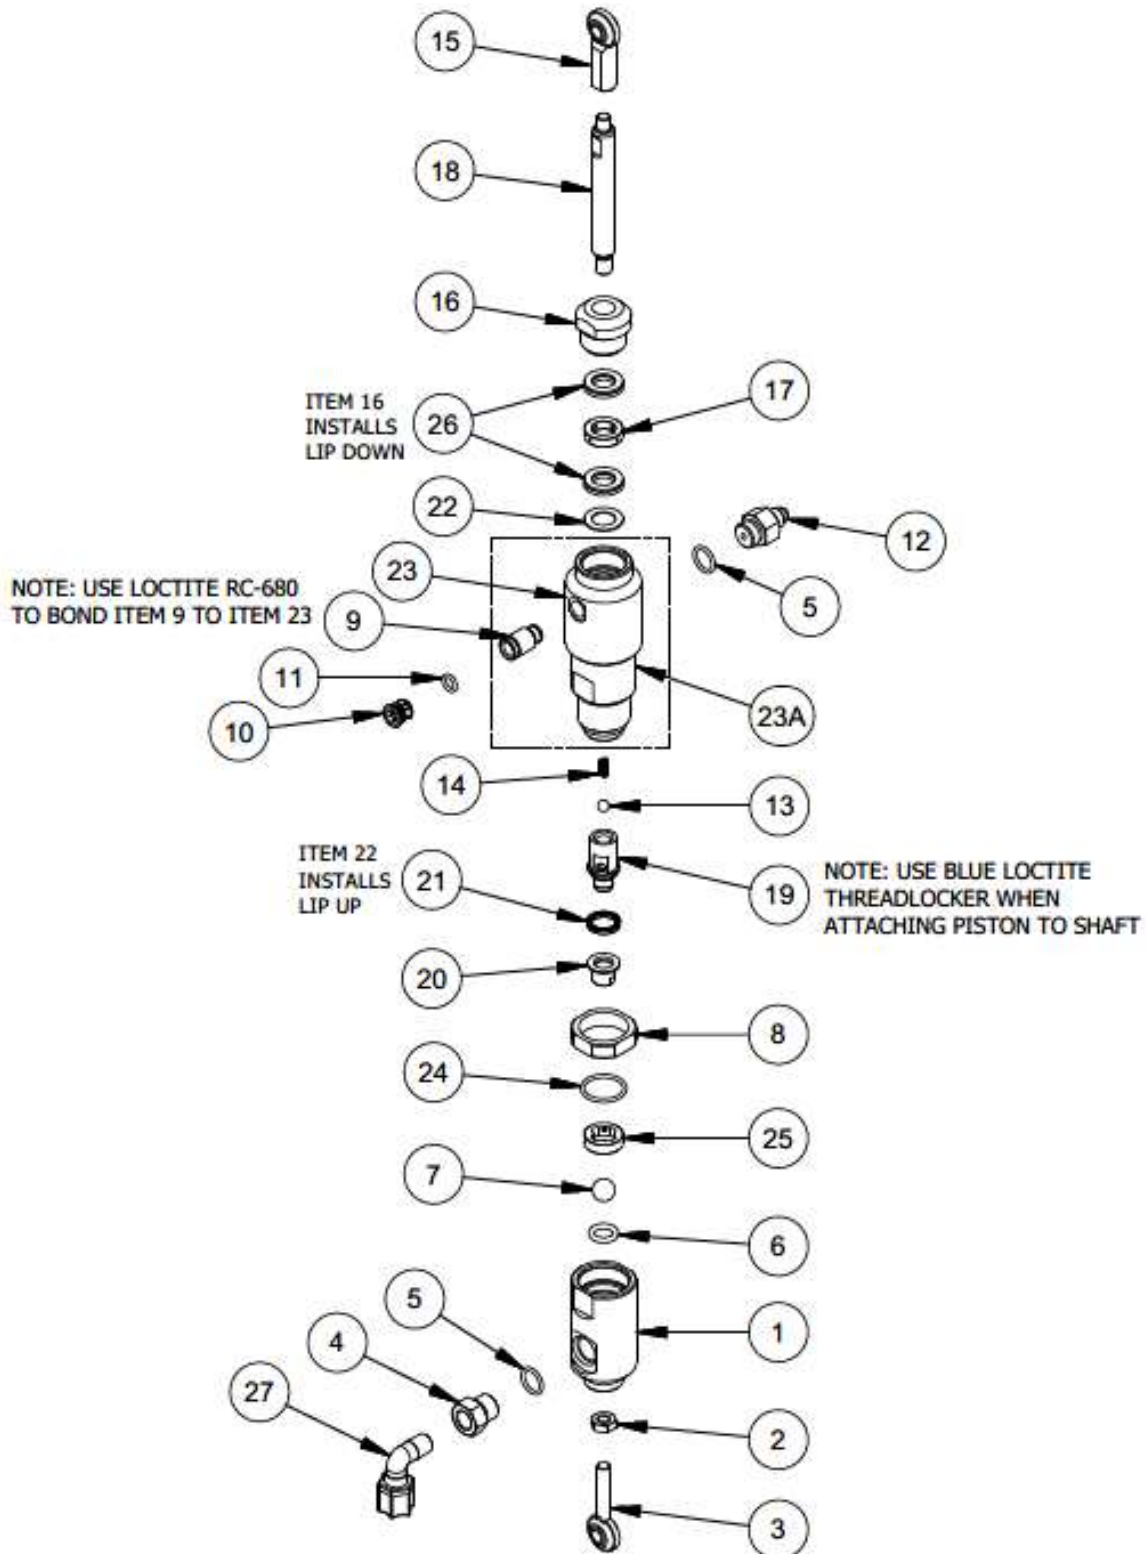 15
18
16
17
ITEM 16
INSTALLS
LIP DOWN
26
22
12
23
5
NOTE: USE LOCTITE RC-680
TO BOND ITEM 9 TO ITEM 23
9
11
10
23A
14
13
ITEM 22
INSTALLS
LIP UP
21
19
NOTE: USE BLUE LOCTITE
THREADLOCKER WHEN
ATTACHING PISTON TO SHAFT
20
8
24
25
7
6
5
1
4
27
2
3